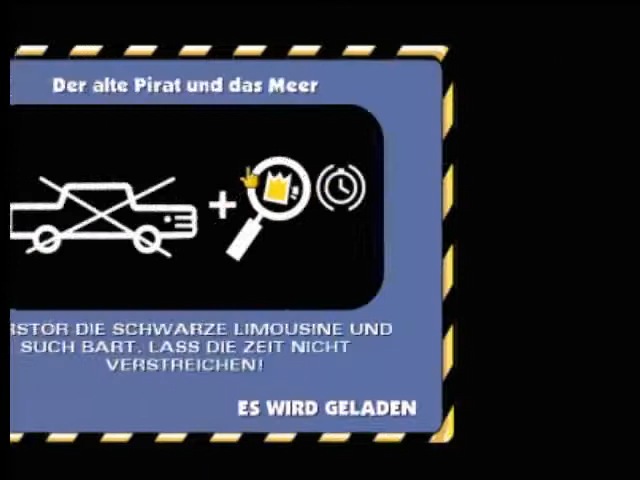 Der alte Pirat und das Meer
RSTÖR DIE SCHWARZE LIMOUSINE UND
SUCH BART. LASS DIE ZEIT NICHT
VERSTREICHEN!
ES WIRD GELADEN